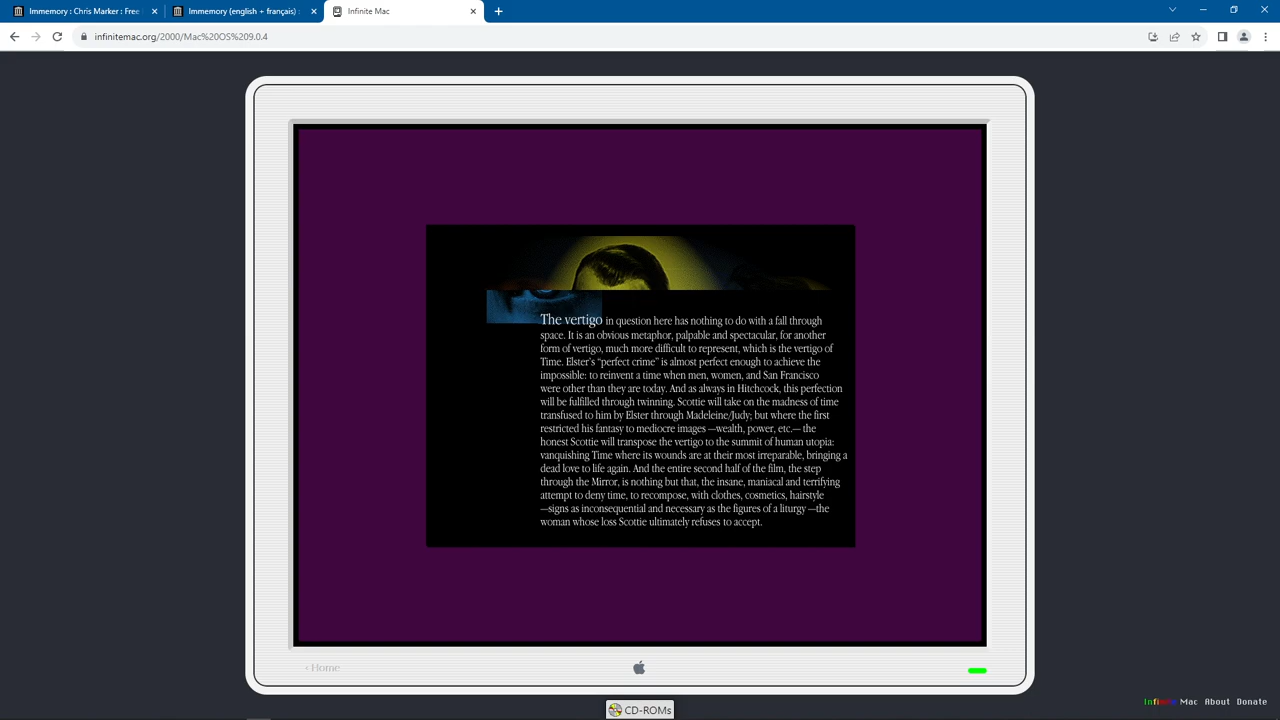 Immemory : Chris Marker : Free
Immemory (english + français) :
Infinite Mac
infinitemac.org/2000/Mac%20OS%209.0.4
The vertigo in question here has nothing to do with a fall through
space. It is an obvious metaphor, palpable and spectacular, for another
form of vertigo, much more difficult to represent, which is the vertigo of
Time. Elster's “perfect crime” is almost perfect enough to achieve the
impossible: to reinvent a time when men, women, and San Francisco
were other than they are today. And as always in Hitchcock, this perfection
will be fulfilled through twinning. Scottie will take on the madness of time
transfused to him by Elster through Madeleine/Judy; but where the first
restricted his fantasy to mediocre images —wealth, power, etc.— the
honest Scottie will transpose the vertigo to the summit of human utopia:
vanquishing Time where its wounds are at their most irreparable, bringing a
dead love to life again. And the entire second half of the film, the step
through the Mirror, is nothing but that, the insane, maniacal and terrifying
attempt to deny time, to recompose, with clothes, cosmetics, hairstyle
—signs as inconsequential and necessary as the figures of a liturgy —the
woman whose loss Scottie ultimately refuses to accept.
‹ Home
CD-ROMs
Infinite Mac About Donate